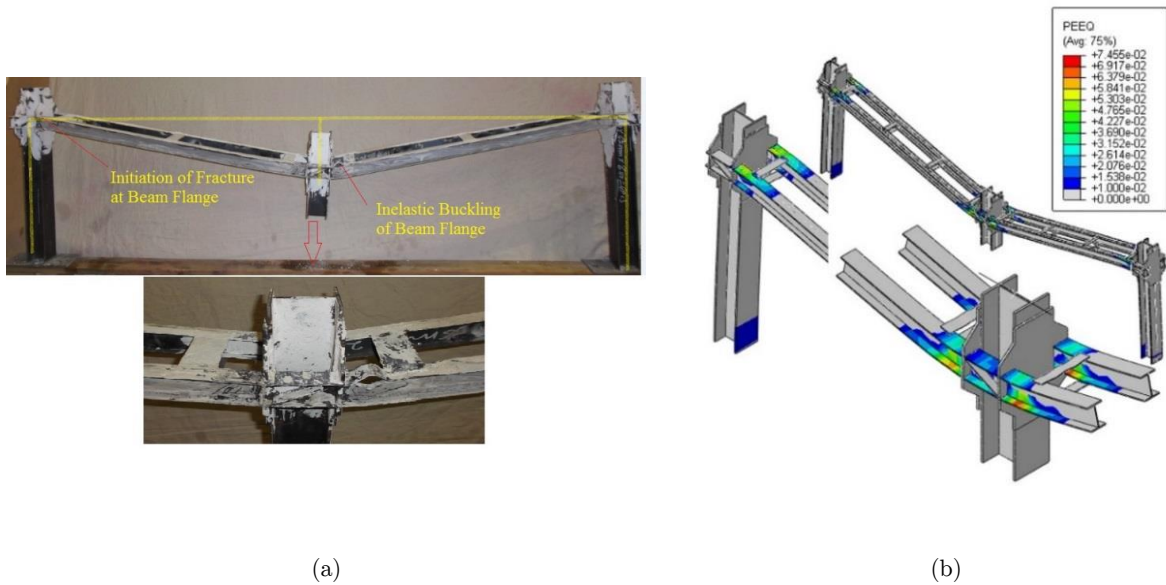 Initiation of Fracture
at Beam Flange
Inelastic Buckling
of Beam Flange
PEEQ
(Avg: 75%)
+7.455e-02
+6.917e-02
+6.379e-02
+5.841e-02
+5.303e-02
+4.765e-02
+4.227e-02
+3.690e-02
+3.152e-02
+2.614e-02
+2.076e-02
+1.538e-02
+1.000e-02
+0.000e+00
(a)
(b)